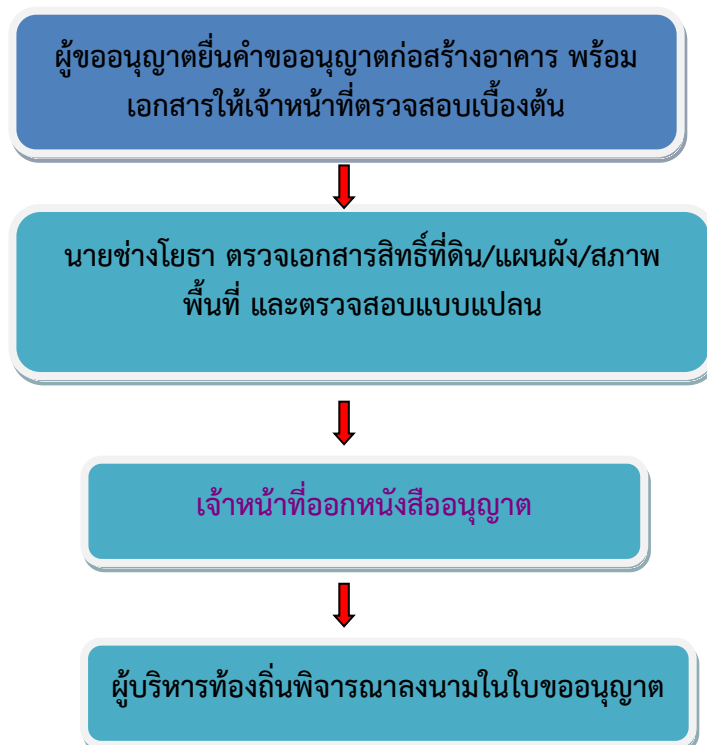 ผู้ขออนุญาตยื่นคำขออนุญาตก่อสร้างอาคาร พร้อม
เอกสารให้เจ้าหน้าที่ตรวจสอบเบื้องต้น
นายช่างโยธา ตรวจเอกสารสิทธิ์ที่ดิน/แผนผัง/สภาพ
พื้นที่ และตรวจสอบแบบแปลน
เจ้าหน้าที่ออกหนังสืออนุญาต
ผู้บริหารท้องถิ่นพิจารณาลงนามในใบขออนุญาต